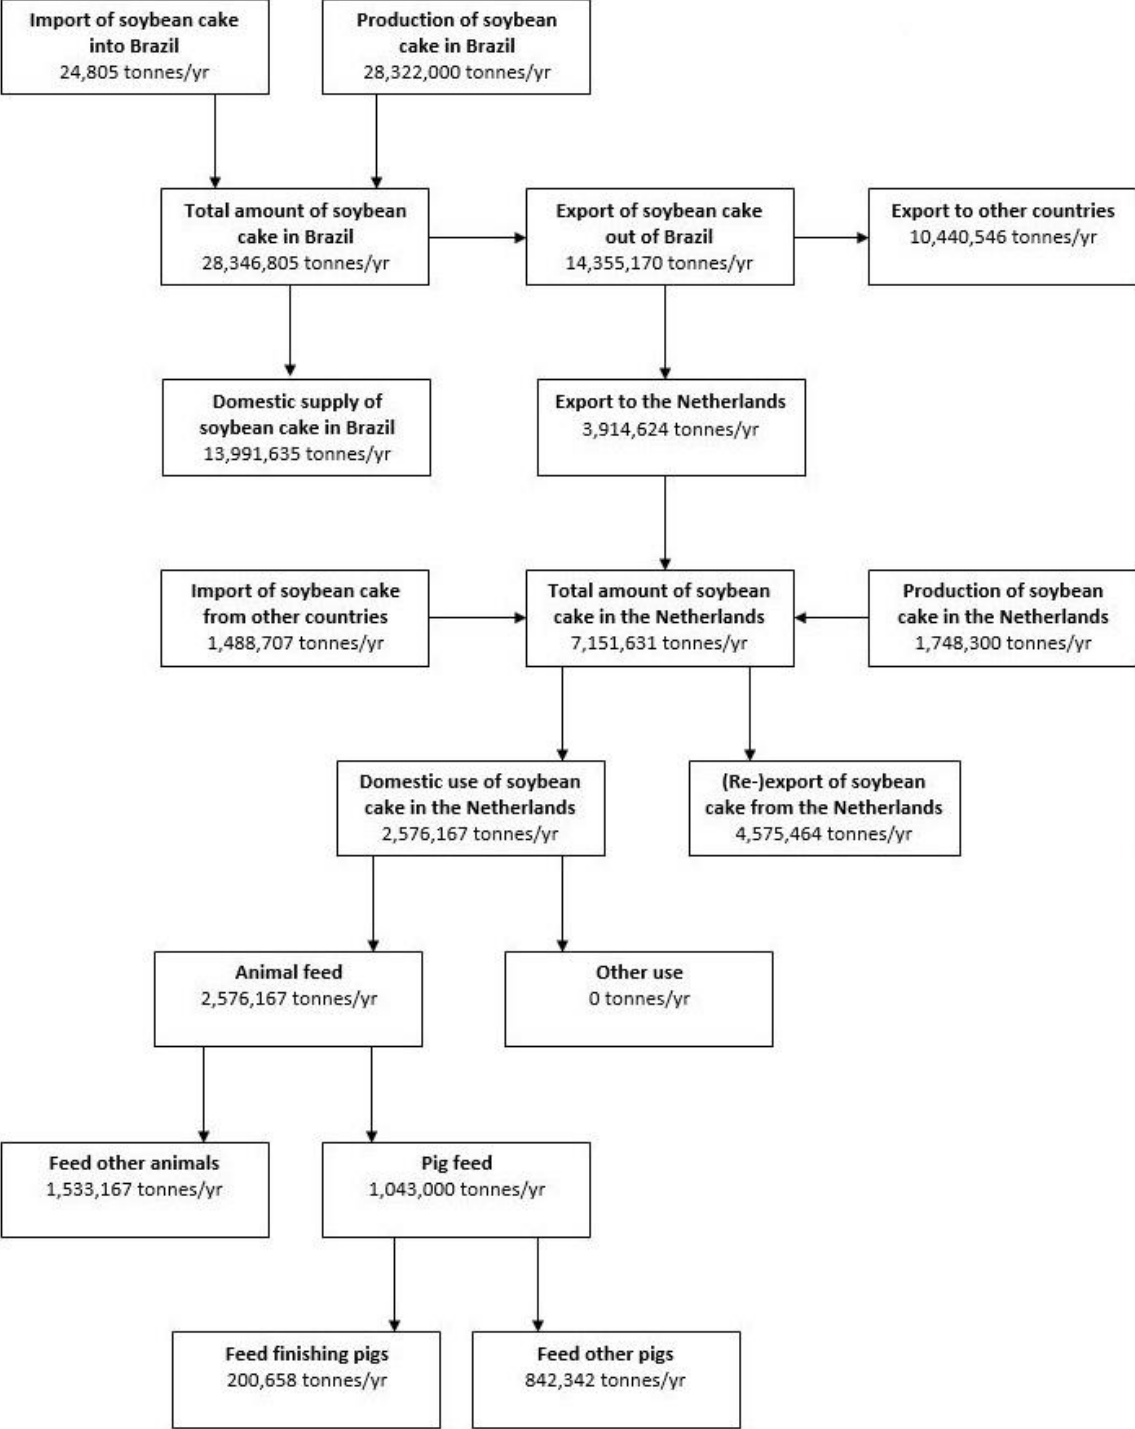 Import of soybean cake
into Brazil
24,805 tonnes/yr
Production of soybean
cake in Brazil
28,322,000 tonnes/yr
Total amount of soybean
cake in Brazil
28,346,805 tonnes/yr
Export of soybean cake
out of Brazil
14,355,170 tonnes/yr
Export to other countries
10,440,546 tonnes/yr
Domestic supply of
soybean cake in Brazil
13,991,635 tonnes/yr
Export to the Netherlands
3,914,624 tonnes/yr
Import of soybean cake
from other countries
1,488,707 tonnes/yr
Total amount of soybean
cake in the Netherlands
7,151,631 tonnes/yr
Production of soybean
cake in the Netherlands
1,748,300 tonnes/yr
Domestic use of soybean
cake in the Netherlands
2,576,167 tonnes/yr
(Re-)export of soybean
cake from the Netherlands
4,575,464 tonnes/yr
Animal feed
2,576,167 tonnes/yr
Other use
0 tonnes/yr
Feed other animals
1,533,167 tonnes/yr
Pig feed
1,043,000 tonnes/yr
Feed finishing pigs
200,658 tonnes/yr
Feed other pigs
842,342 tonnes/yr